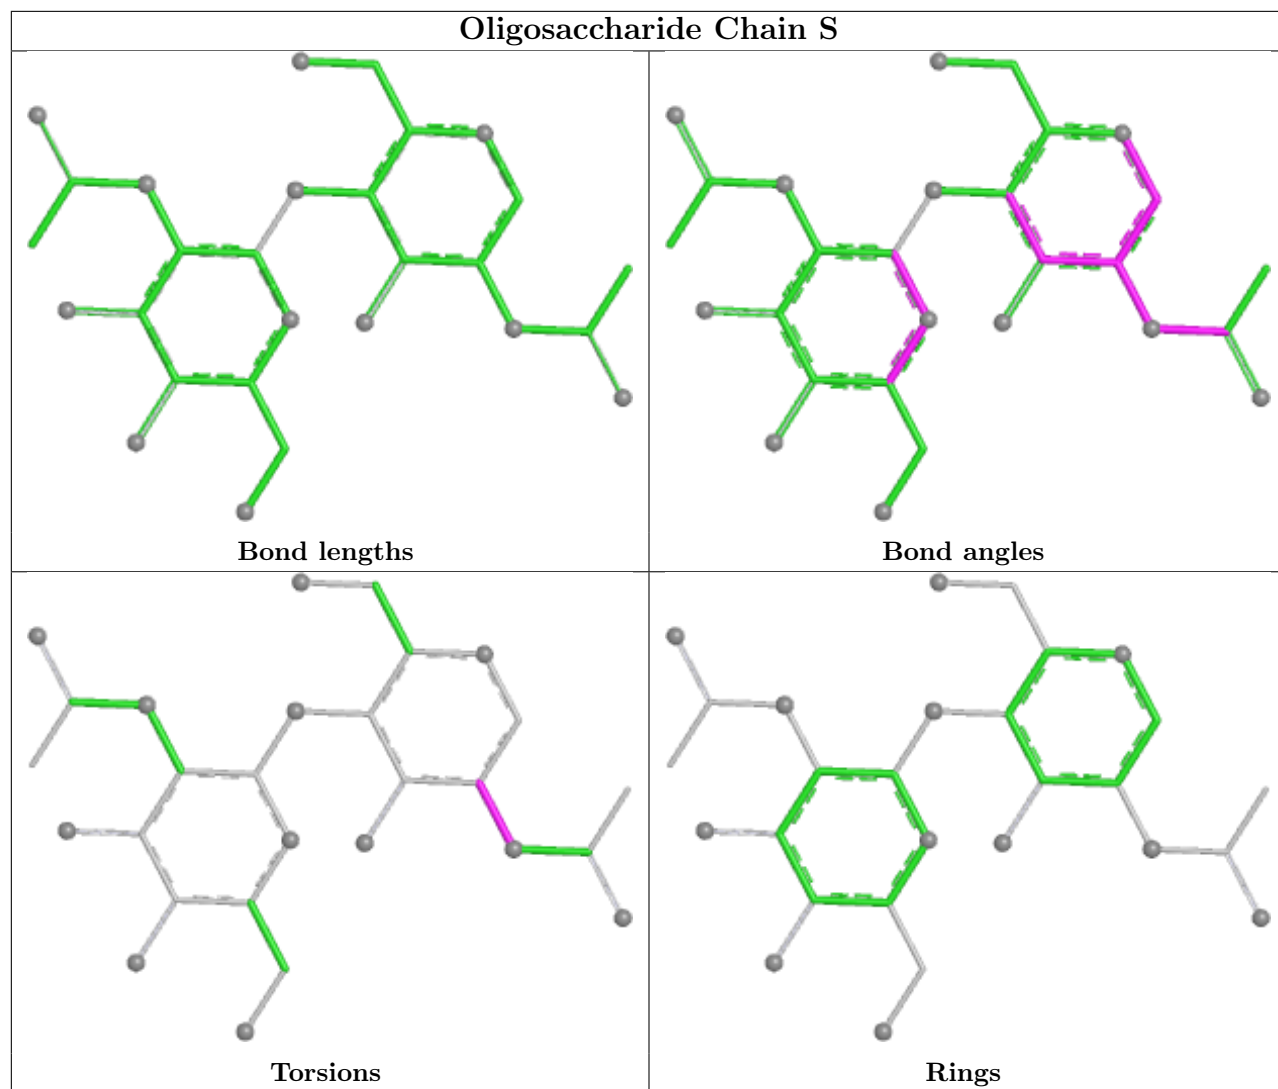 Oligosaccharide Chain S
Bond lengths
Bond angles
Torsions
Rings